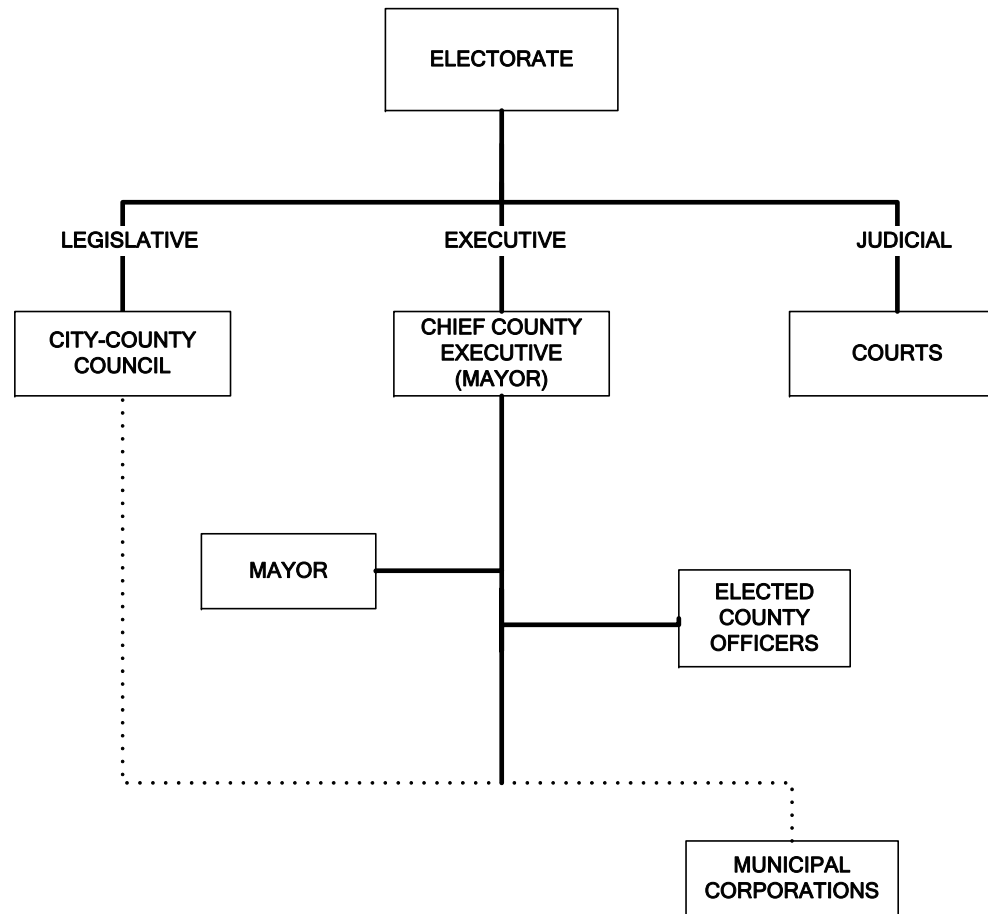 ELECTORATE
LEGISLATIVE
EXECUTIVE
JUDICIAL
CITY-COUNTY
COUNCIL
CHIEF COUNTY
EXECUTIVE
(MAYOR)
COURTS
MAYOR
ELECTED
COUNTY
OFFICERS
MUNICIPAL
CORPORATIONS